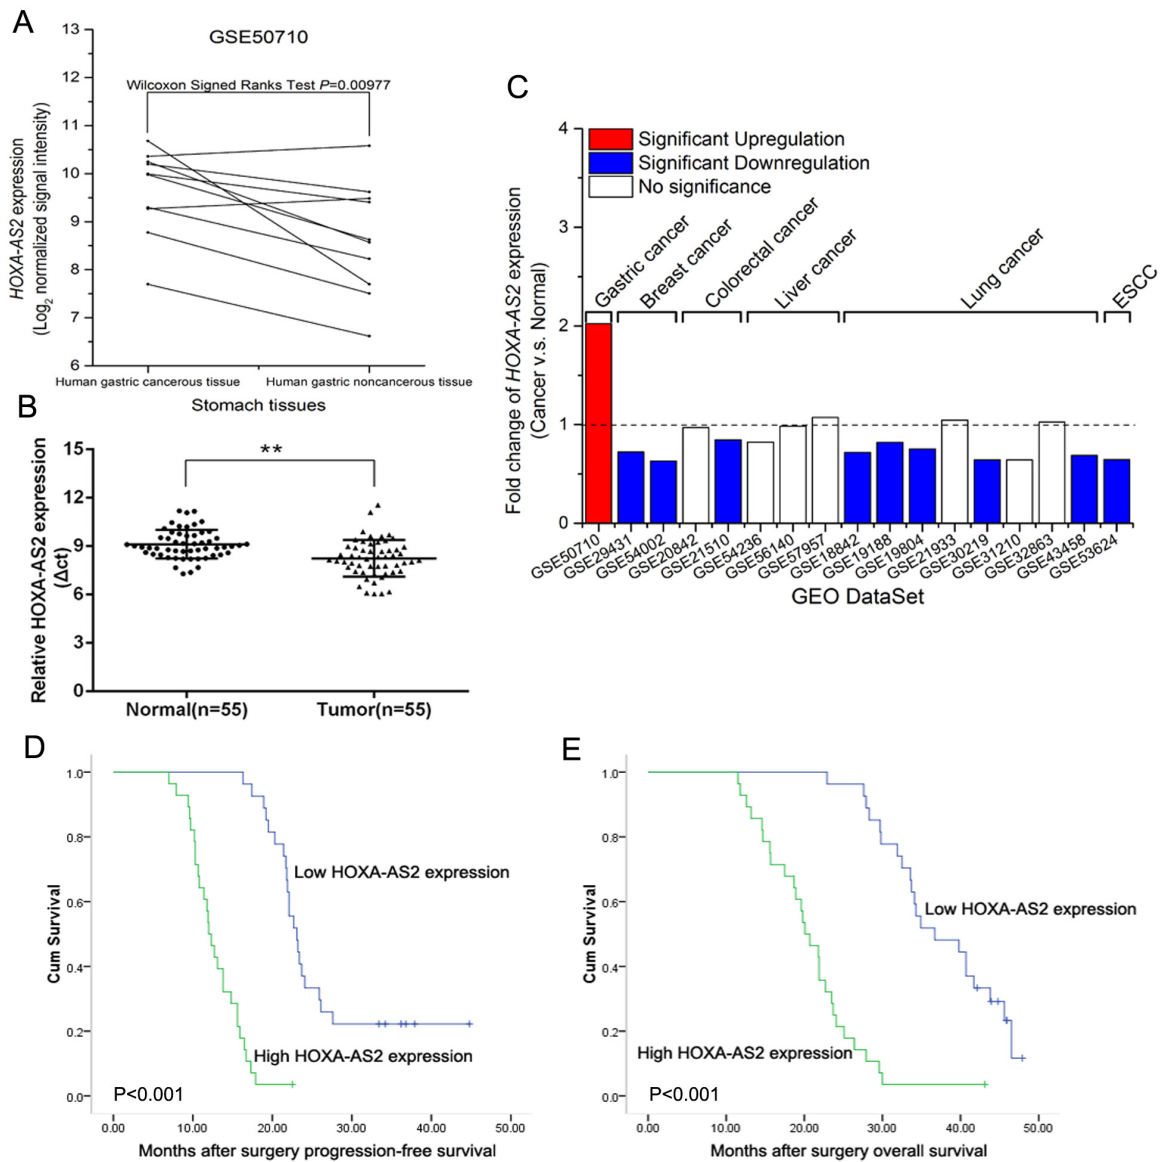 A
GSE50710
Wilcoxon Signed Ranks Test P=0.00977
13
12
11
10
9
8
7
6
HOXA-AS2 expression
(Log2 normalized signal intensity)
Human gastric cancerous tissue
Human gastric noncancerous tissue
Stomach tissues
B
**
15
12
9
6
3
0
Relative HOXA-AS2 expression
(Δct)
Normal(n=55)
Tumor(n=55)
C
Significant Upregulation
Significant Downregulation
No significance
4
3
2
1
0
Fold change of HOXA-AS2 expression
(Cancer v.s. Normal)
Gastric cancer
Breast cancer
Colorectal cancer
Liver cancer
Lung cancer
ESCC
GSE50710
GSE29431
GSE54002
GSE20842
GSE21510
GSE54236
GSE56140
GSE57957
GSE18842
GSE19188
GSE19804
GSE21933
GSE30219
GSE31210
GSE32863
GSE43458
GSE53624
GEO DataSet
D
1.0
0.8
0.6
0.4
0.2
0.0
Cum Survival
Low HOXA-AS2 expression
High HOXA-AS2 expression
P<0.001
0.00
10.00
20.00
30.00
40.00
50.00
Months after surgery progression-free survival
E
1.0
0.8
0.6
0.4
0.2
0.0
Cum Survival
Low HOXA-AS2 expression
High HOXA-AS2 expression
P<0.001
0.00
10.00
20.00
30.00
40.00
50.00
Months after surgery overall survival